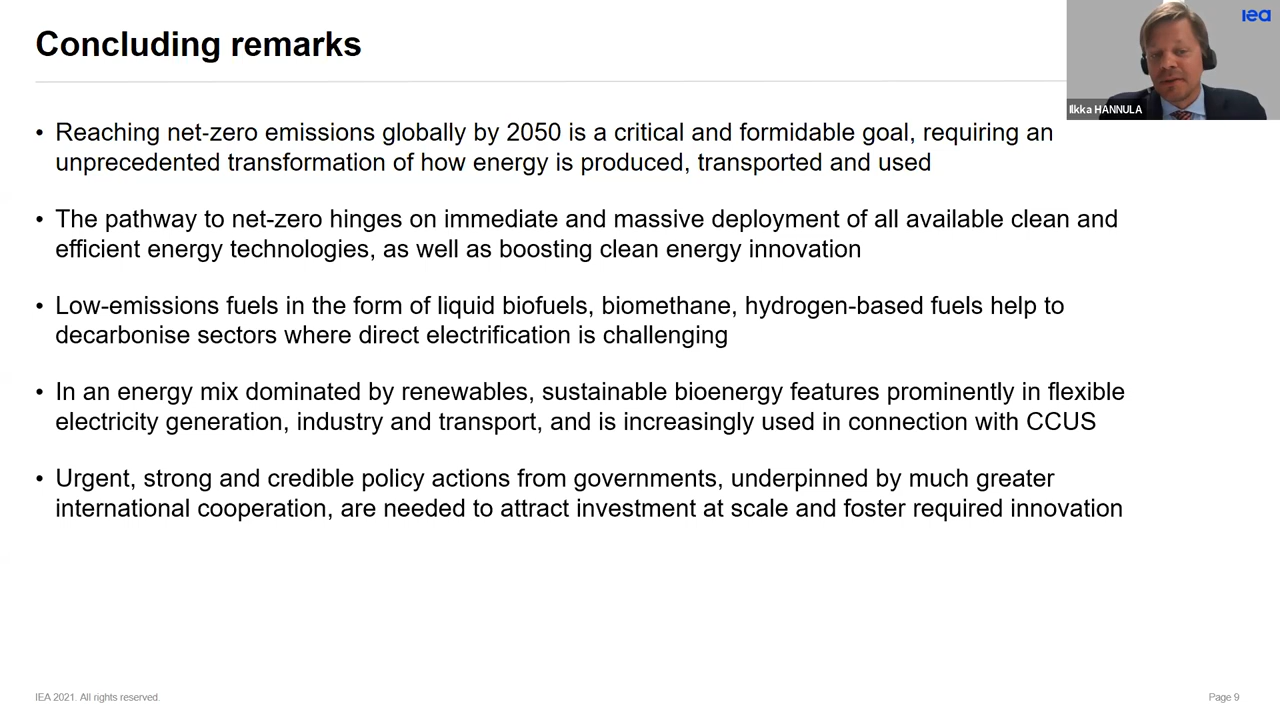 Concluding remarks
iea
Ilkka HANNULA
• Reaching net-zero emissions globally by 2050 is a critical and formidable goal, requiring an
unprecedented transformation of how energy is produced, transported and used
• The pathway to net-zero hinges on immediate and massive deployment of all available clean and
efficient energy technologies, as well as boosting clean energy innovation
• Low-emissions fuels in the form of liquid biofuels, biomethane, hydrogen-based fuels help to
decarbonise sectors where direct electrification is challenging
• In an energy mix dominated by renewables, sustainable bioenergy features prominently in flexible
electricity generation, industry and transport, and is increasingly used in connection with CCUS
• Urgent, strong and credible policy actions from governments, underpinned by much greater
international cooperation, are needed to attract investment at scale and foster required innovation
IEA 2021. All rights reserved.
Page 9